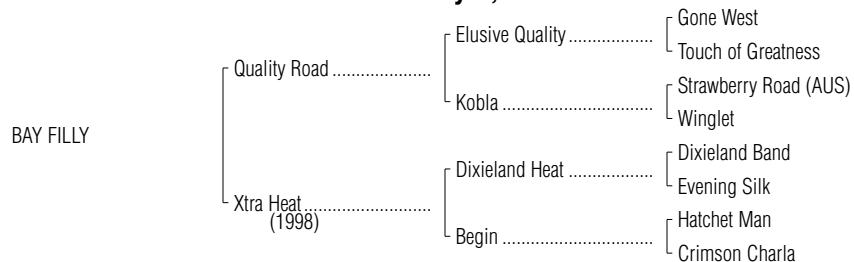 Gone West
Elusive Quality ..................
Touch of Greatness
Quality Road .....................
Strawberry Road (AUS)
Kobla ................................
Winglet
BAY FILLY
Dixieland Band
Dixieland Heat ..................
Evening Silk
Xtra Heat ...........................
(1998)
Hatchet Man
Begin ................................
Crimson Charla